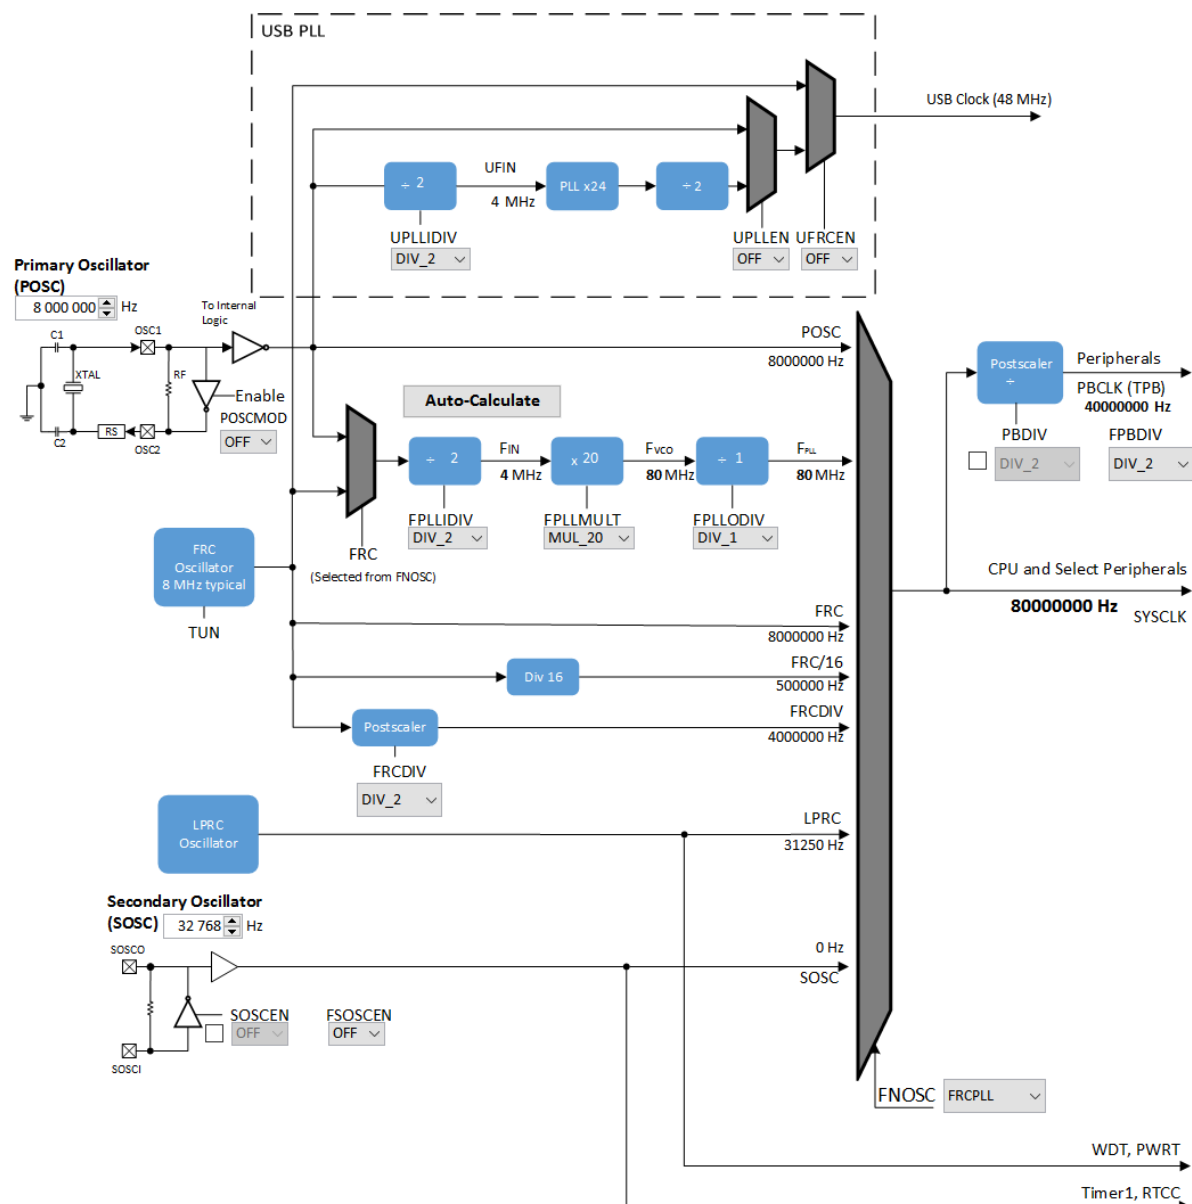 USB PLL
USB Clock (48 MHz)
÷ 2
UFIN
4 MHz
PLL x24
÷ 2
UPLLIDIV
DIV_2
UPLLEN
OFF
UFRCEN
OFF
Primary Oscillator
(POSC)
8 000 000 Hz
To Internal
Logic
C1
OSC1
XTAL
RF
Enable
POSCMOD
OFF
C2
RS
OSC2
POSC
8000000 Hz
Postscaler
÷
Peripherals
PBCLK (TPB)
40000000 Hz
PBDIV
DIV_2
FPBDIV
DIV_2
Auto-Calculate
÷ 2
FIN
4 MHz
x 20
FVCO
80 MHz
÷ 1
FPLL
80 MHz
FPLLIDIV
DIV_2
FPLLMULT
MUL_20
FPLLODIV
DIV_1
FRC
(Selected from FNOSC)
FRC
Oscillator
8 MHz typical
TUN
CPU and Select Peripherals
80000000 Hz
SYSCLK
FRC
8000000 Hz
Div 16
FRC/16
500000 Hz
Postscaler
FRCDIV
4000000 Hz
FRCDIV
DIV_2
LPRC
Oscillator
LPRC
31250 Hz
Secondary Oscillator
(SOSC) 32 768 Hz
SOSCO
0 Hz
SOSC
SOSCEN
OFF
FSOSCEN
OFF
SOSCI
FNOSC FRCPLL
WDT, PWRT
Timer1, RTCC